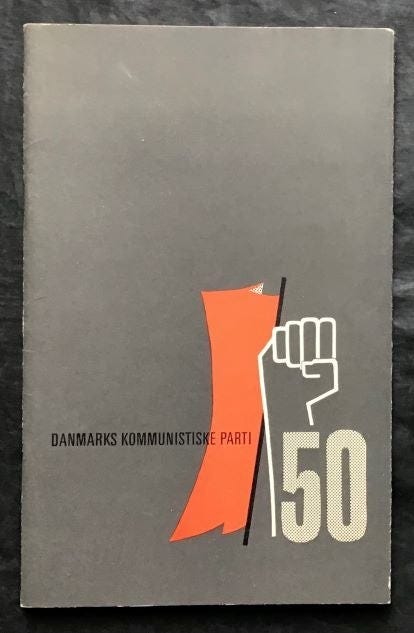 DANMARKS KOMMUNISTISKE PARTI
50